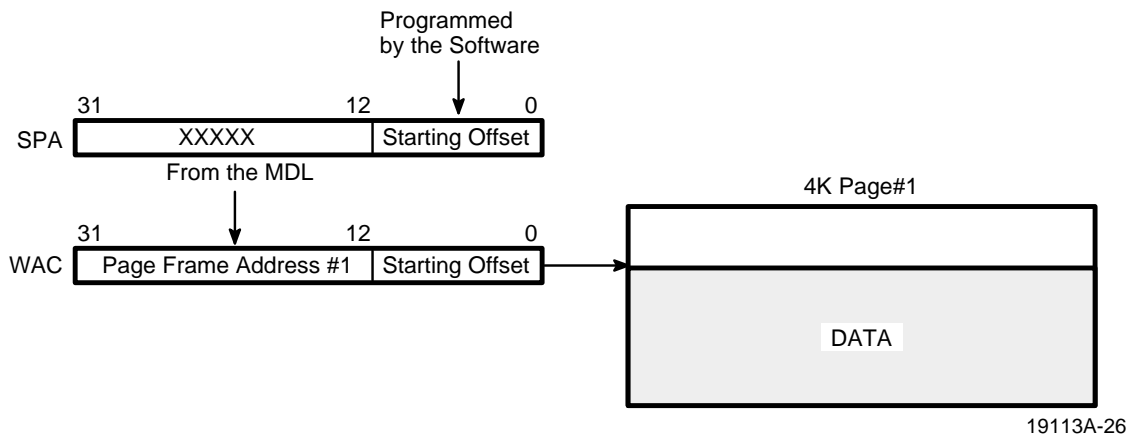 Programmed
by the Software
31 12 0
SPA XXXXX Starting Offset
From the MDL
4K Page#1
31 12 0
WAC Page Frame Address #1 Starting Offset
DATA
19113A-26